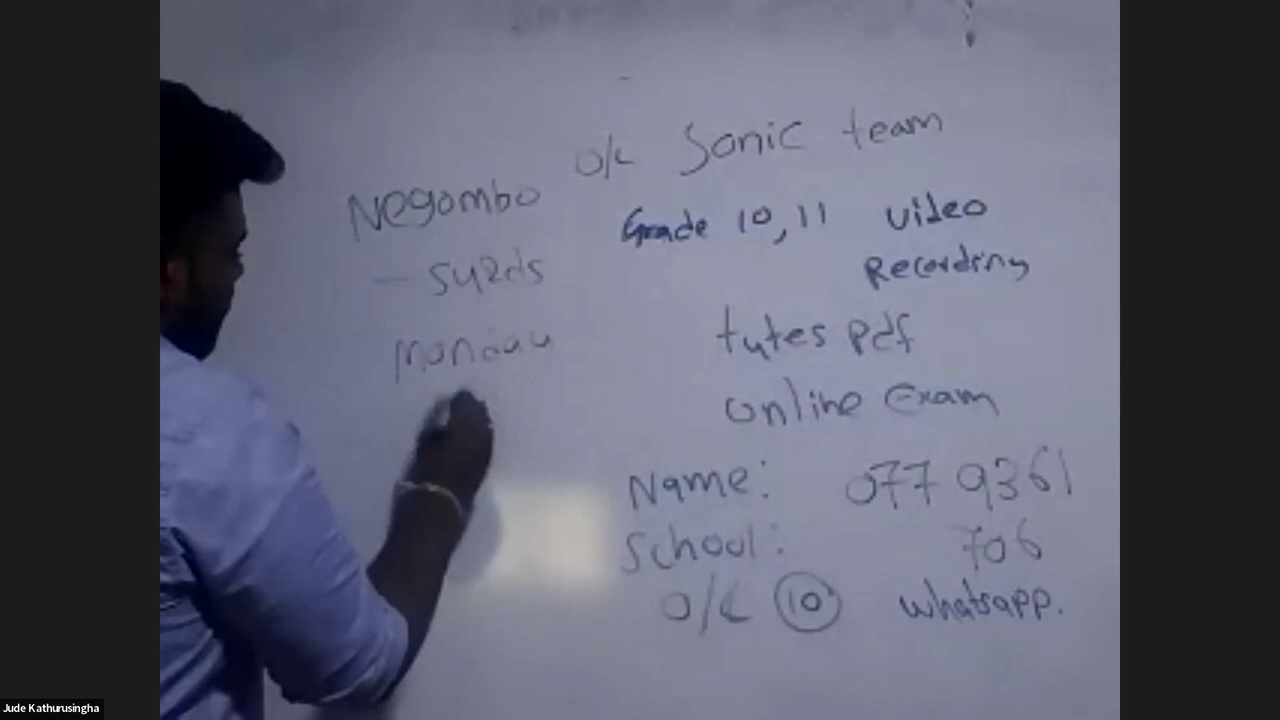 O/L Sonic team
Negombo
Grade 10, 11 video
Recording
monday
tutes pdf
online Exam
Name: 077 9361
School: 706
O/L 10 whatsapp.
Jude Kathurusingha